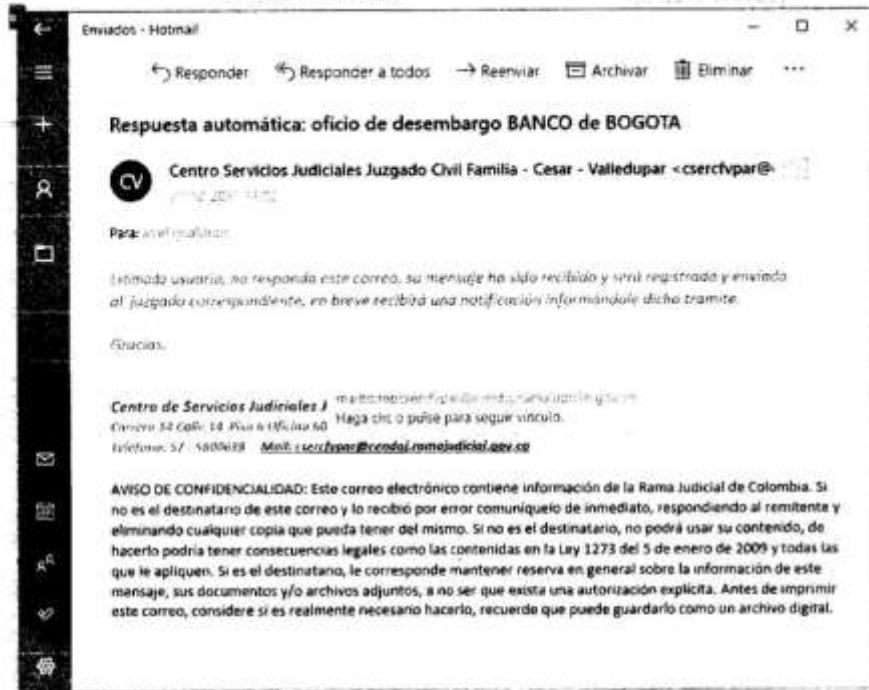 Enviados - Hotmail
Responder Responder a todos Reenviar Archivar Eliminar ...
Respuesta automática: oficio de desembargo BANCO de BOGOTA
CV
Centro Servicios Judiciales Juzgado Civil Familia - Cesar - Valledupar <csercfvpar@
Para:
Estimado usuario, no responda este correo, su mensaje ha sido recibido y será registrado y enviado
al juzgado correspondiente, en breve recibirá una notificación informándole dicho tramite.
Gracias.
Centro de Servicios Judiciales J
Haga clic o pulse para seguir vínculo.
Carrera 14 Calle 14 Piso 6 Oficina 60
Teléfono: 57 - 5800688 Mail: csercfvpar@cendoj.ramajudicial.gov.co
AVISO DE CONFIDENCIALIDAD: Este correo electrónico contiene información de la Rama Judicial de Colombia. Si
no es el destinatario de este correo y lo recibió por error comuníquelo de inmediato, respondiendo al remitente y
eliminando cualquier copia que pueda tener del mismo. Si no es el destinatario, no podrá usar su contenido, de
hacerlo podría tener consecuencias legales como las contenidas en la Ley 1273 del 5 de enero de 2009 y todas las
que le apliquen. Si es el destinatario, le corresponde mantener reserva en general sobre la información de este
mensaje, sus documentos y/o archivos adjuntos, a no ser que exista una autorización explícita. Antes de imprimir
este correo, considere si es realmente necesario hacerlo, recuerde que puede guardarlo como un archivo digital.